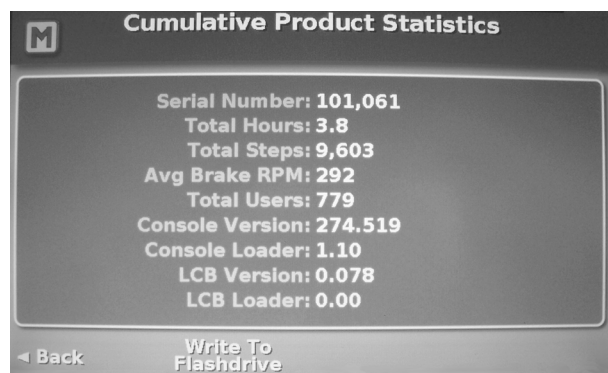 M
Cumulative Product Statistics
Serial Number: 101,061
Total Hours: 3.8
Total Steps: 9,603
Avg Brake RPM: 292
Total Users: 779
Console Version: 274.519
Console Loader: 1.10
LCB Version: 0.078
LCB Loader: 0.00
◄ Back
Write To
Flashdrive